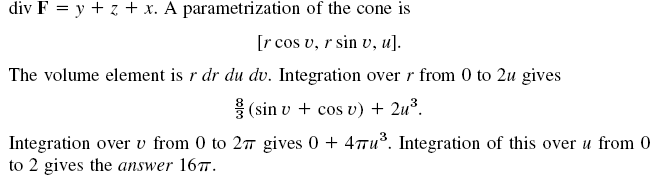 div F = y + z + x. A parametrization of the cone is
[r cos v, r sin v, u].
The volume element is r dr du dv. Integration over r from 0 to 2u gives
8/3 (sin v + cos v) + 2u³.
Integration over v from 0 to 2π gives 0 + 4πu³. Integration of this over u from 0
to 2 gives the answer 16π.